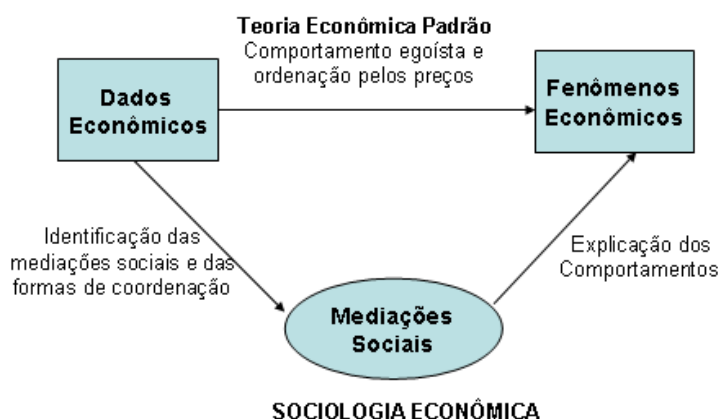 Teoria Econômica Padrão
Comportamento egoísta e
ordenação pelos preços
Dados
Econômicos
Fenômenos
Econômicos
Identificação das
mediações sociais e das
formas de coordenação
Explicação dos
Comportamentos
Mediações
Sociais
SOCIOLOGIA ECONÔMICA